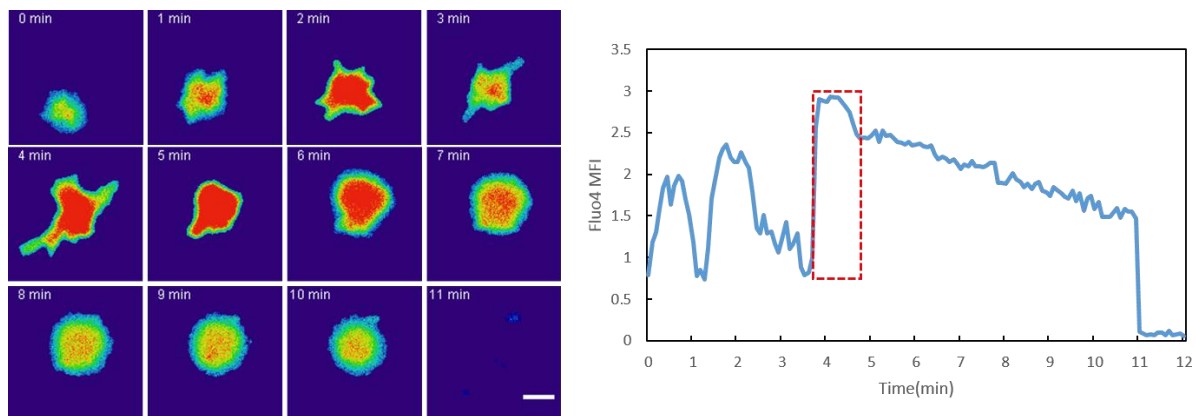 0 min
1 min
2 min
3 min
4 min
5 min
6 min
7 min
8 min
9 min
10 min
11 min
3.5
3
2.5
2
1.5
1
0.5
0
Fluo4 MFI
0 1 2 3 4 5 6 7 8 9 10 11 12
Time(min)